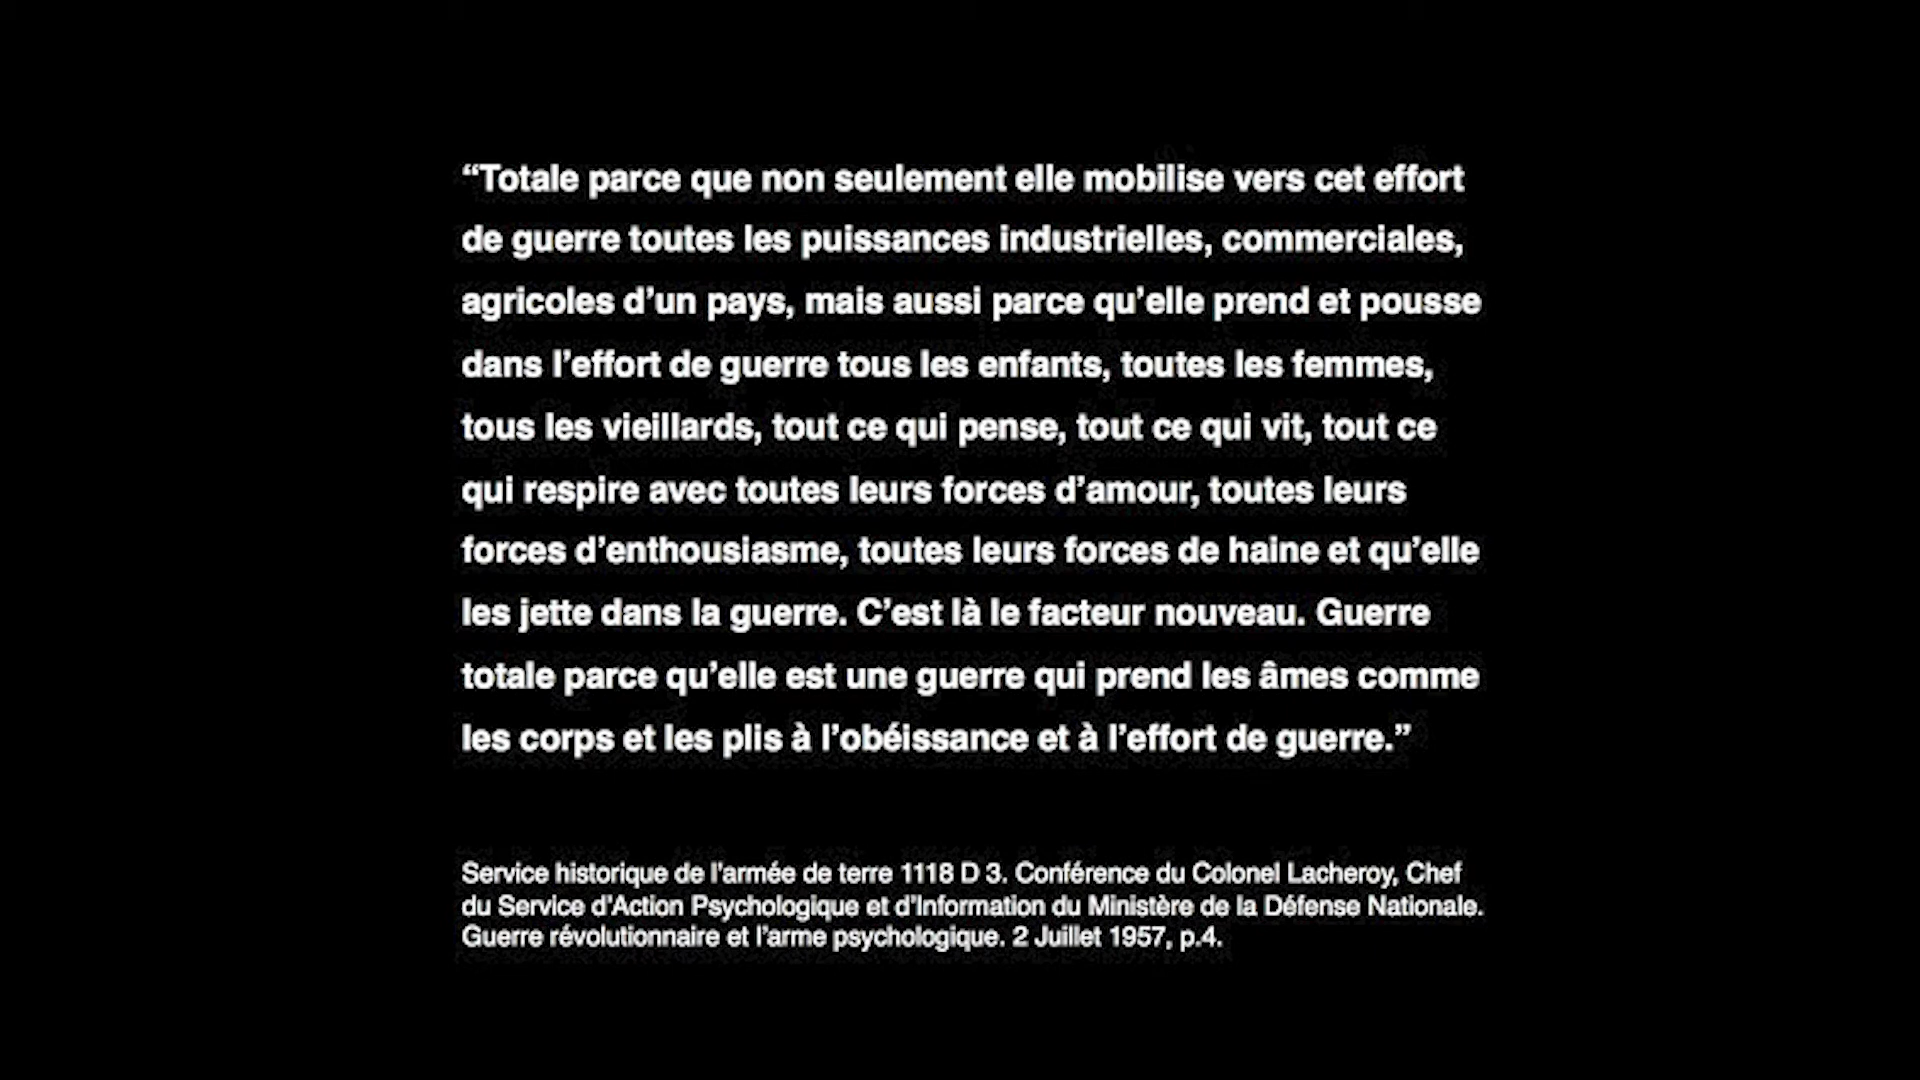 “Totale parce que non seulement elle mobilise vers cet effort
de guerre toutes les puissances industrielles, commerciales,
agricoles d’un pays, mais aussi parce qu’elle prend et pousse
dans l’effort de guerre tous les enfants, toutes les femmes,
tous les vieillards, tout ce qui pense, tout ce qui vit, tout ce
qui respire avec toutes leurs forces d’amour, toutes leurs
forces d’enthousiasme, toutes leurs forces de haine et qu’elle
les jette dans la guerre. C’est là le facteur nouveau. Guerre
totale parce qu’elle est une guerre qui prend les âmes comme
les corps et les plis à l’obéissance et à l’effort de guerre.”
Service historique de l’armée de terre 1118 D 3. Conférence du Colonel Lacheroy, Chef
du Service d’Action Psychologique et d’Information du Ministère de la Défense Nationale.
Guerre révolutionnaire et l’arme psychologique. 2 Juillet 1957, p.4.